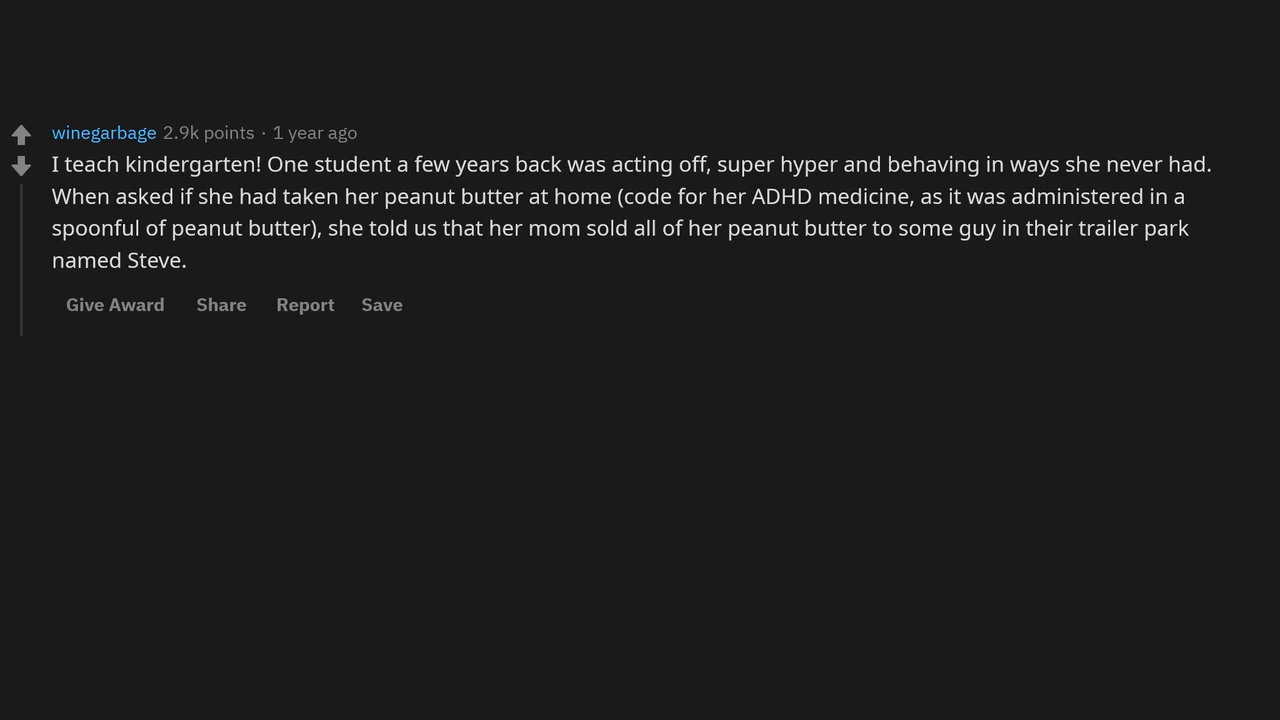 winegarbage 2.9k points · 1 year ago
I teach kindergarten! One student a few years back was acting off, super hyper and behaving in ways she never had.
When asked if she had taken her peanut butter at home (code for her ADHD medicine, as it was administered in a
spoonful of peanut butter), she told us that her mom sold all of her peanut butter to some guy in their trailer park
named Steve.
Give Award Share Report Save